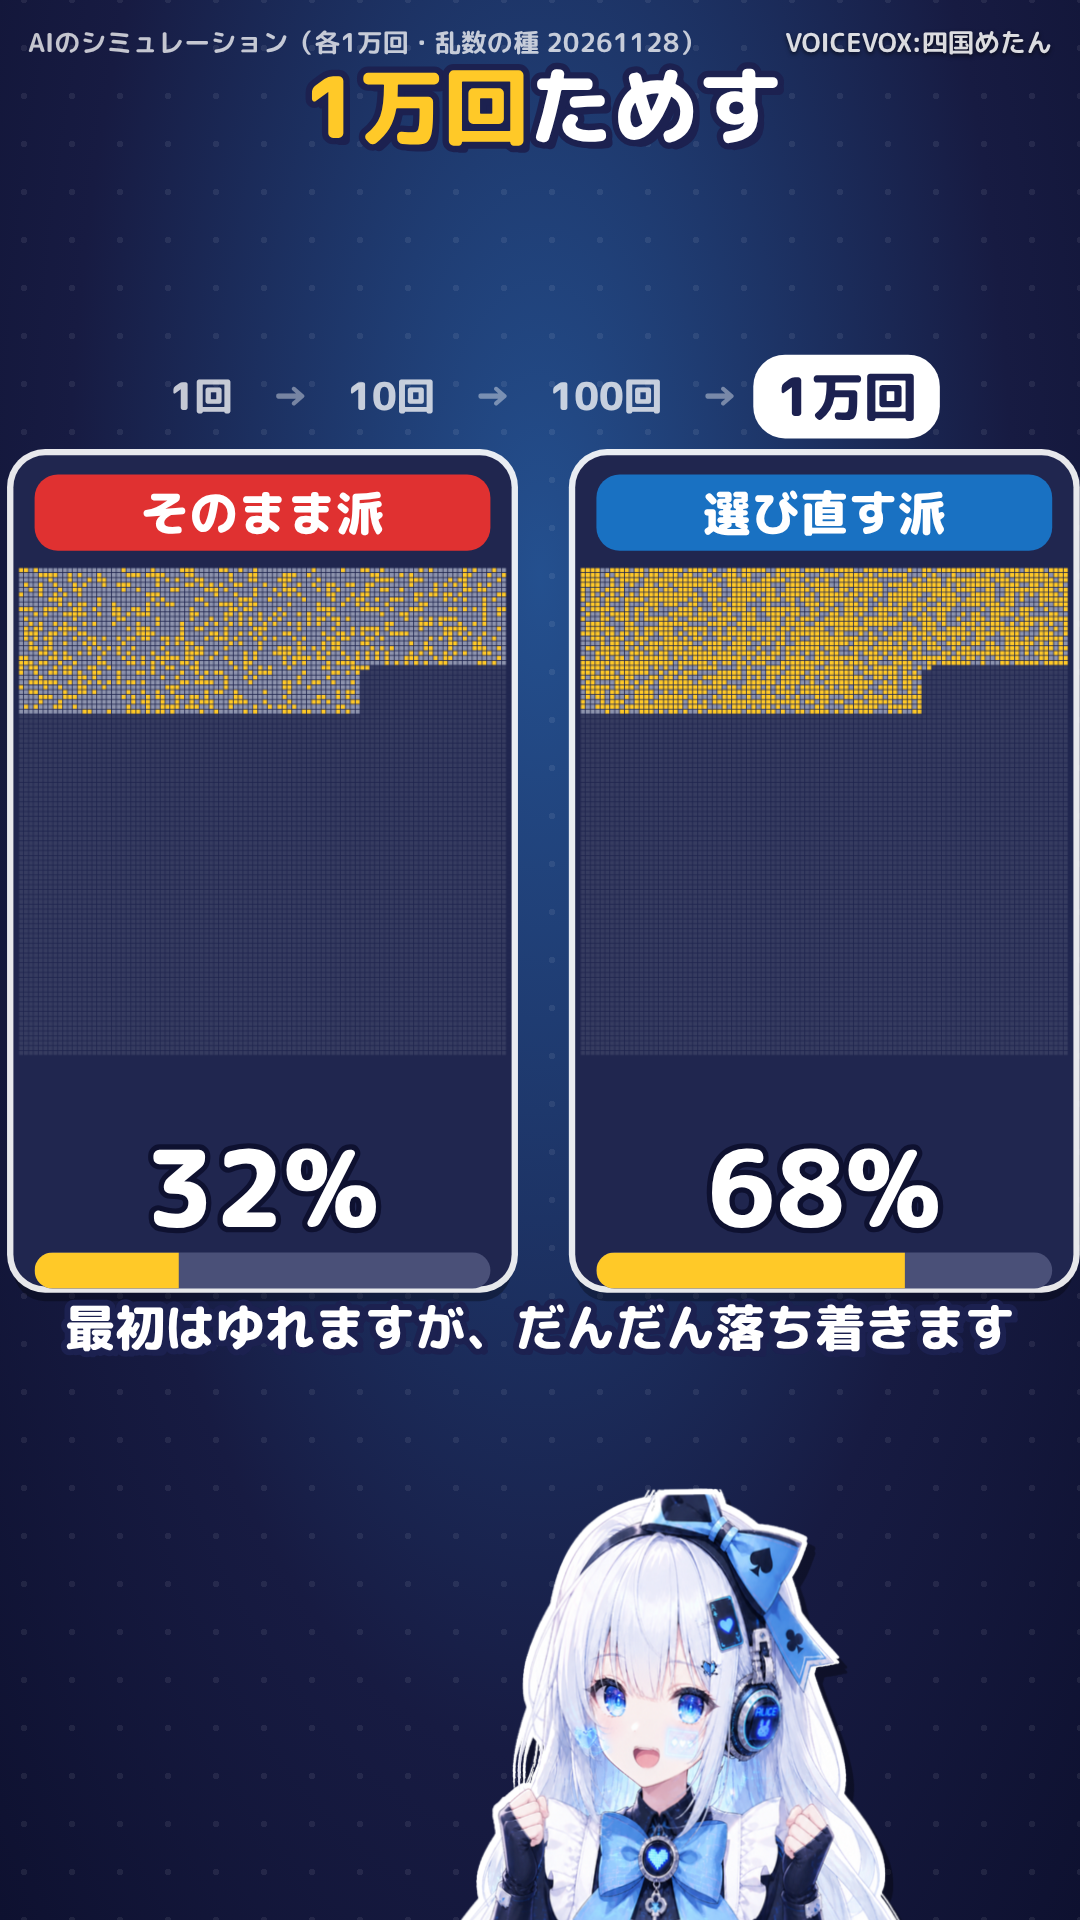 AIのシミュレーション（各1万回・乱数の種 20261128） VOICEVOX:四国めたん
1万回ためす
1回 → 10回 → 100回 → 1万回
そのまま派 選び直す派
32% 68%
最初はゆれますが、だんだん落ち着きます
ALICE